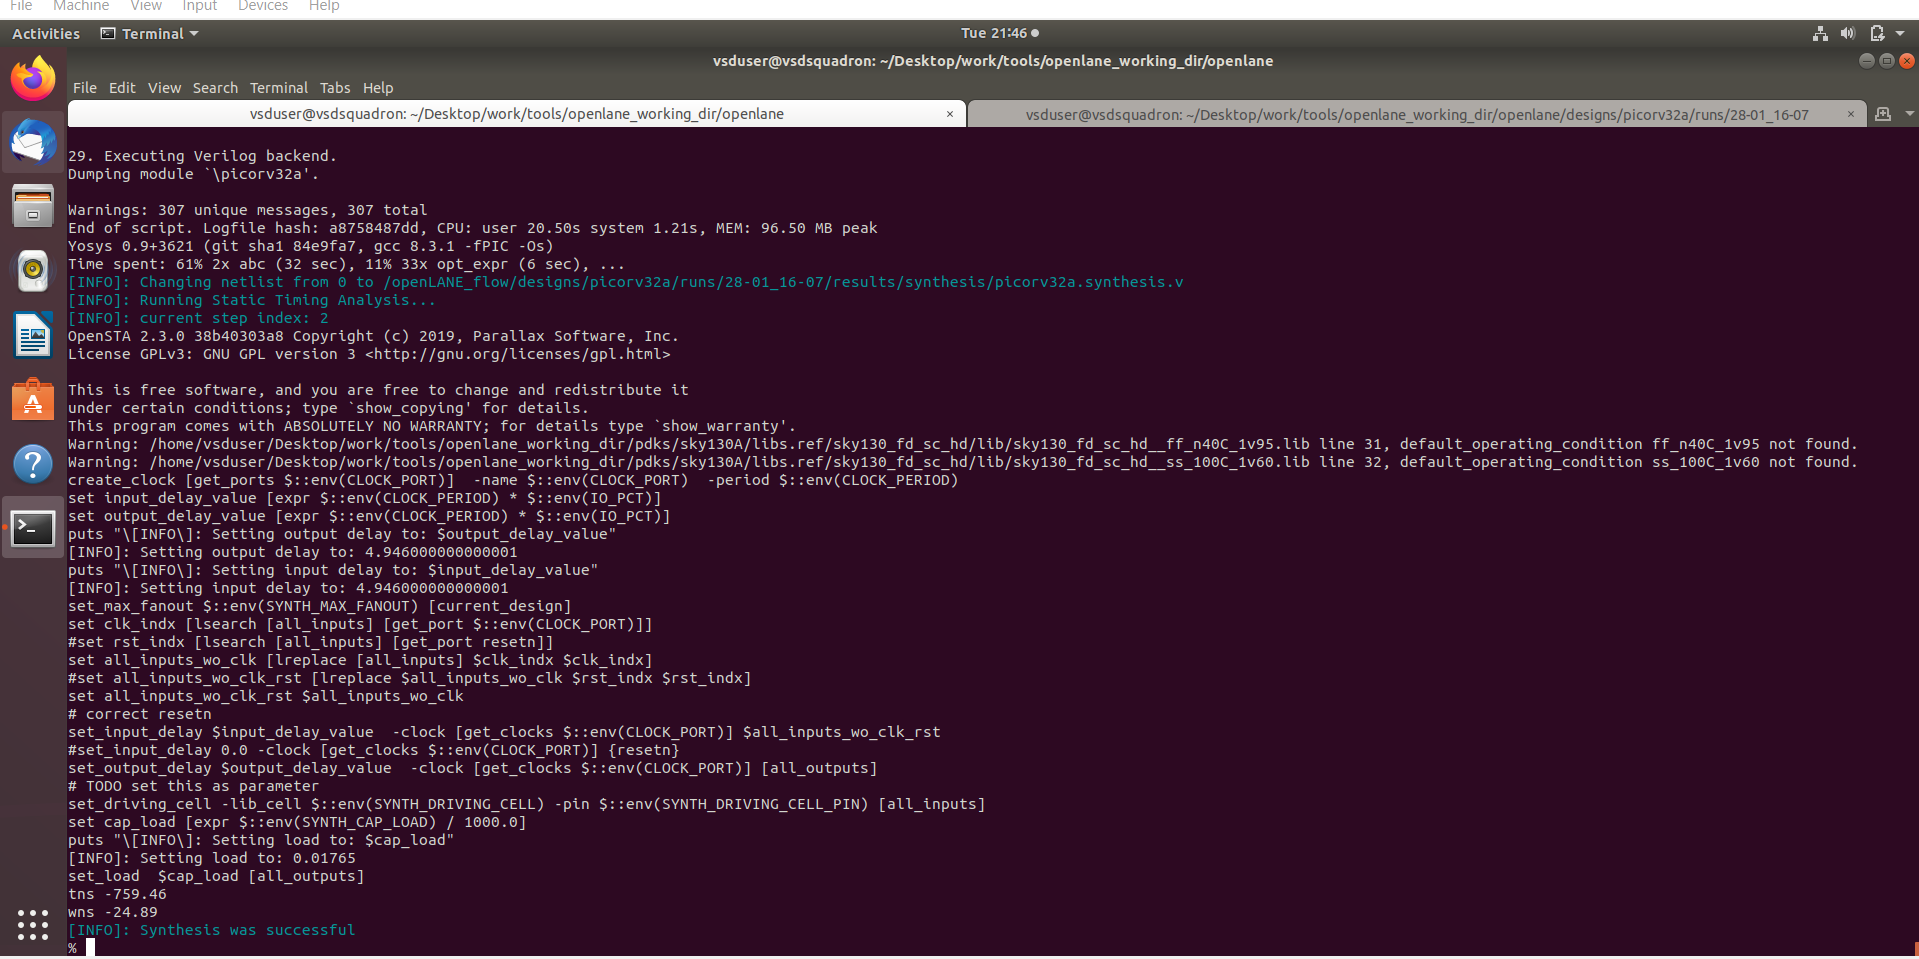 File Machine View Input Devices Help
Activities Terminal Tue 21:46
vsduser@vsdsquadron: ~/Desktop/work/tools/openlane_working_dir/openlane
File Edit View Search Terminal Tabs Help
vsduser@vsdsquadron: ~/Desktop/work/tools/openlane_working_dir/openlane × vsduser@vsdsquadron: ~/Desktop/work/tools/openlane_working_dir/openlane/designs/picorv32a/runs/28-01_16-07 ×
29. Executing Verilog backend.
Dumping module `\picorv32a'.
Warnings: 307 unique messages, 307 total
End of script. Logfile hash: a8758487dd, CPU: user 20.50s system 1.21s, MEM: 96.50 MB peak
Yosys 0.9+3621 (git sha1 84e9fa7, gcc 8.3.1 -fPIC -Os)
Time spent: 61% 2x abc (32 sec), 11% 33x opt_expr (6 sec), ...
[INFO]: Changing netlist from 0 to /openLANE_flow/designs/picorv32a/runs/28-01_16-07/results/synthesis/picorv32a.synthesis.v
[INFO]: Running Static Timing Analysis...
[INFO]: current step index: 2
OpenSTA 2.3.0 38b40303a8 Copyright (c) 2019, Parallax Software, Inc.
License GPLv3: GNU GPL version 3 <http://gnu.org/licenses/gpl.html>
This is free software, and you are free to change and redistribute it
under certain conditions; type `show_copying' for details.
This program comes with ABSOLUTELY NO WARRANTY; for details type `show_warranty'.
Warning: /home/vsduser/Desktop/work/tools/openlane_working_dir/pdks/sky130A/libs.ref/sky130_fd_sc_hd/lib/sky130_fd_sc_hd__ff_n40C_1v95.lib line 31, default_operating_condition ff_n40C_1v95 not found.
Warning: /home/vsduser/Desktop/work/tools/openlane_working_dir/pdks/sky130A/libs.ref/sky130_fd_sc_hd/lib/sky130_fd_sc_hd__ss_100C_1v60.lib line 32, default_operating_condition ss_100C_1v60 not found.
create_clock [get_ports $::env(CLOCK_PORT)]  -name $::env(CLOCK_PORT)  -period $::env(CLOCK_PERIOD)
set input_delay_value [expr $::env(CLOCK_PERIOD) * $::env(IO_PCT)]
set output_delay_value [expr $::env(CLOCK_PERIOD) * $::env(IO_PCT)]
puts "\[INFO\]: Setting output delay to: $output_delay_value"
[INFO]: Setting output delay to: 4.946000000000001
puts "\[INFO\]: Setting input delay to: $input_delay_value"
[INFO]: Setting input delay to: 4.946000000000001
set_max_fanout $::env(SYNTH_MAX_FANOUT) [current_design]
set clk_indx [lsearch [all_inputs] [get_port $::env(CLOCK_PORT)]]
#set rst_indx [lsearch [all_inputs] [get_port resetn]]
set all_inputs_wo_clk [lreplace [all_inputs] $clk_indx $clk_indx]
#set all_inputs_wo_clk_rst [lreplace $all_inputs_wo_clk $rst_indx $rst_indx]
set all_inputs_wo_clk_rst $all_inputs_wo_clk
# correct resetn
set_input_delay $input_delay_value  -clock [get_clocks $::env(CLOCK_PORT)] $all_inputs_wo_clk_rst
#set_input_delay 0.0 -clock [get_clocks $::env(CLOCK_PORT)] {resetn}
set_output_delay $output_delay_value  -clock [get_clocks $::env(CLOCK_PORT)] [all_outputs]
# TODO set this as parameter
set_driving_cell -lib_cell $::env(SYNTH_DRIVING_CELL) -pin $::env(SYNTH_DRIVING_CELL_PIN) [all_inputs]
set cap_load [expr $::env(SYNTH_CAP_LOAD) / 1000.0]
puts "\[INFO\]: Setting load to: $cap_load"
[INFO]: Setting load to: 0.01765
set_load  $cap_load [all_outputs]
tns -759.46
wns -24.89
[INFO]: Synthesis was successful
%